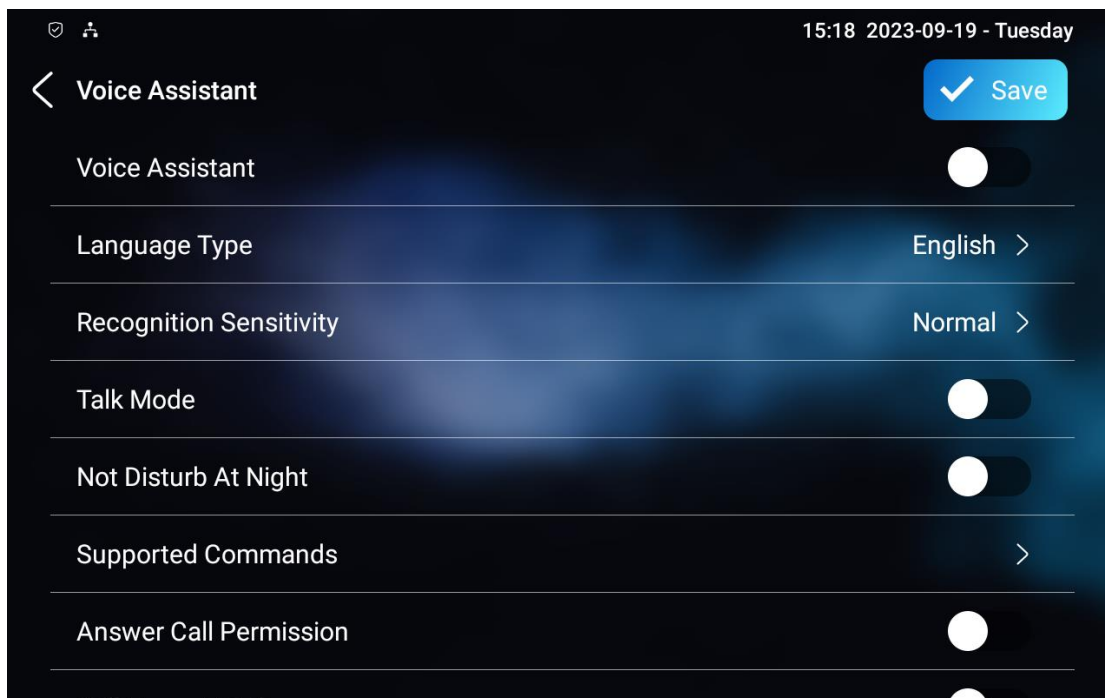 15:18 2023-09-19 - Tuesday
Voice Assistant
Save
Voice Assistant
Language Type English
Recognition Sensitivity Normal
Talk Mode
Not Disturb At Night
Supported Commands
Answer Call Permission